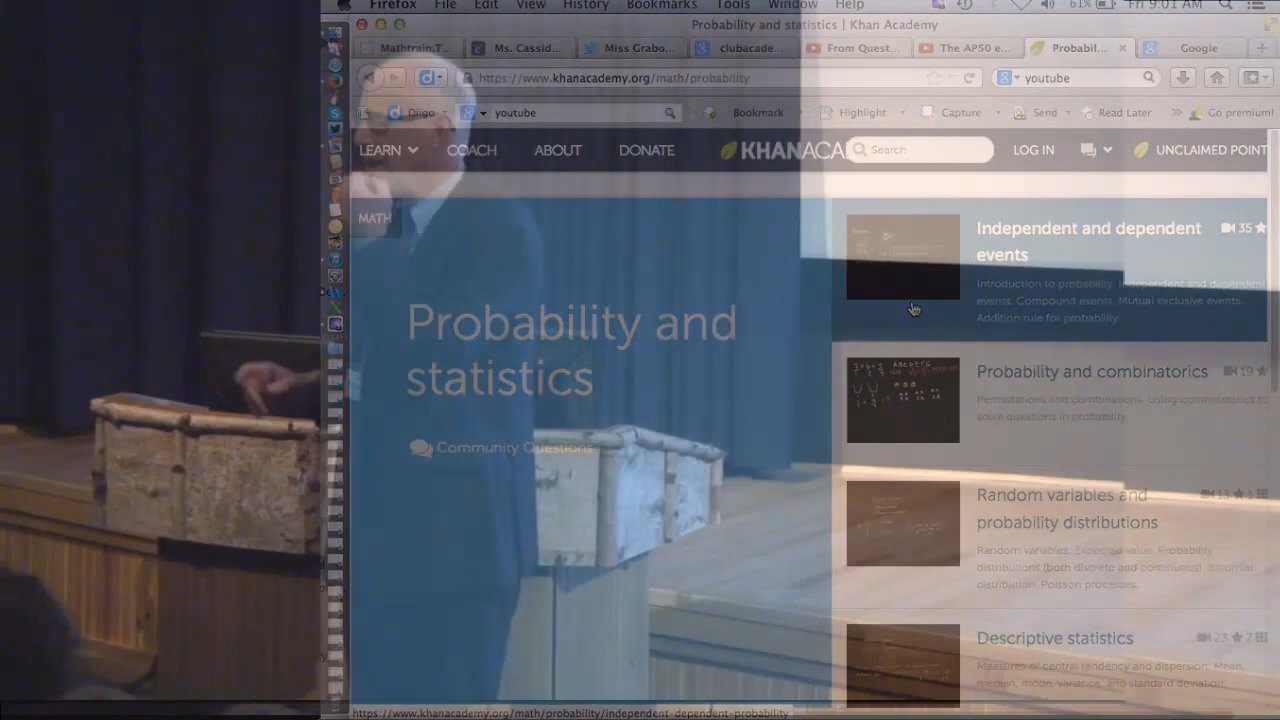 Firefox File Edit View History Bookmarks Tools Window Help 61% Fri 9:01 AM
Probability and statistics | Khan Academy
Mathtrain.T... Ms. Cassid... Miss Grabo... clubacade... From Quest... The AP50 e... Probabil... Google
https://www.khanacademy.org/math/probability youtube
Diigo youtube Bookmark Highlight Capture Send Read Later Go premium!
LEARN COACH ABOUT DONATE KHANACA Search LOG IN UNCLAIMED POINT
MATH
Independent and dependent 35
events
Introduction to probability. Independent and dependent
events. Compound events. Mutual exclusive events.
Addition rule for probability.
Probability and
statistics
Community Questions
Probability and combinatorics 19
Permutations and combinations. Using combinatorics to
solve questions in probability.
Random variables and 13 1
probability distributions
Random variables. Expected value. Probability
distributions (both discrete and continuous). Binomial
distribution. Poisson processes.
Descriptive statistics 23 7
Measures of central tendency and dispersion. Mean,
median, mode, variance, and standard deviation.
https://www.khanacademy.org/math/probability/independent-dependent-probability